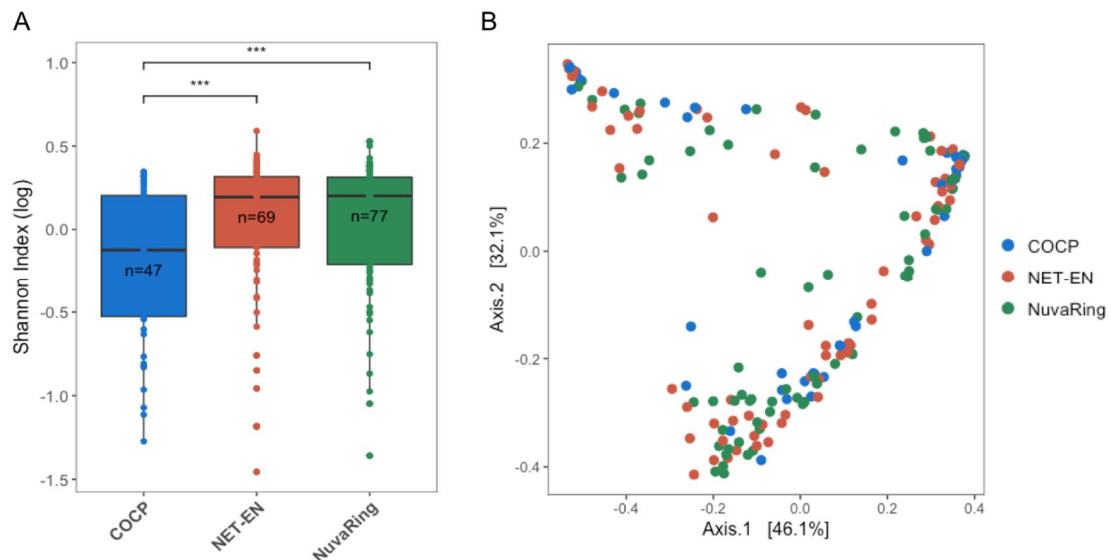 A
Shannon Index (log)
1.0
0.5
0.0
-0.5
-1.0
-1.5
***
***
n=47
n=69
n=77
COCP
NET-EN
NuvaRing
B
Axis.2 [32.1%]
0.2
0.0
-0.2
-0.4
-0.4
-0.2
0.0
0.2
0.4
Axis.1 [46.1%]
COCP
NET-EN
NuvaRing